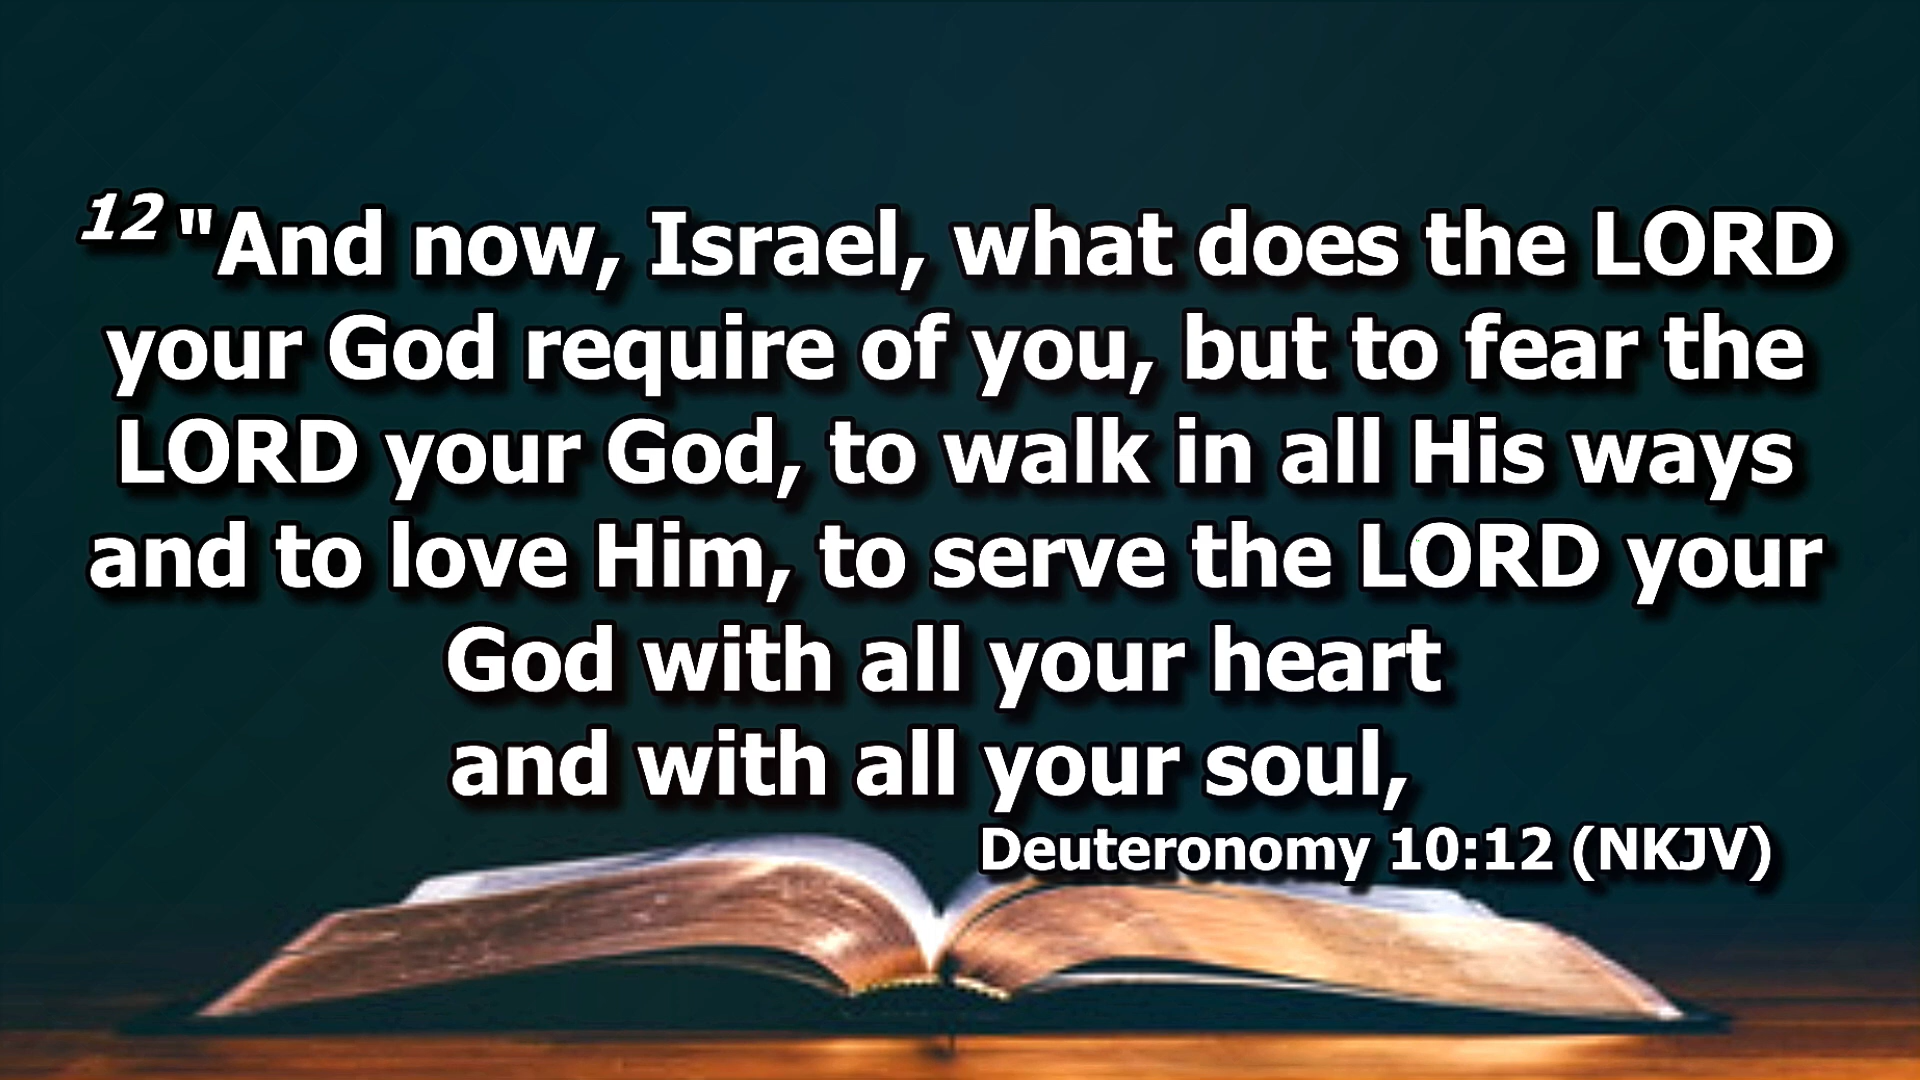 12 "And now, Israel, what does the LORD
your God require of you, but to fear the
LORD your God, to walk in all His ways
and to love Him, to serve the LORD your
God with all your heart
and with all your soul,
Deuteronomy 10:12 (NKJV)